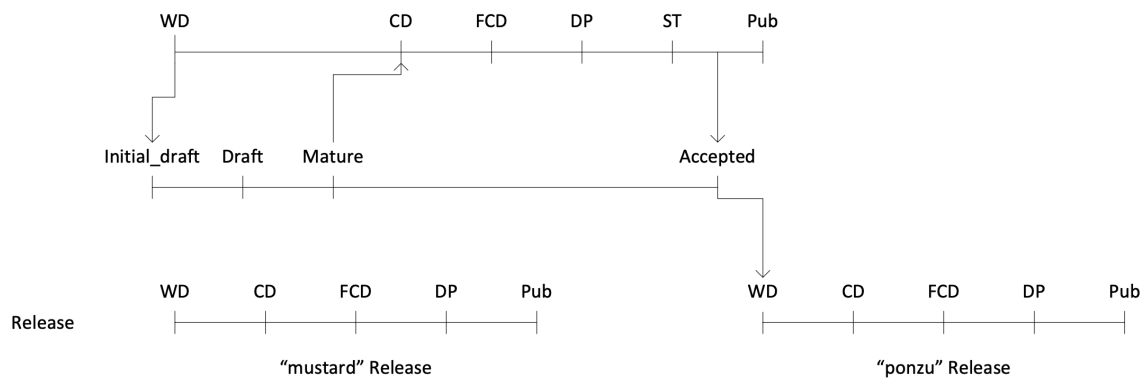 WD CD FCD DP ST Pub
Initial_draft Draft Mature Accepted
WD CD FCD DP Pub WD CD FCD DP Pub
Release
“mustard” Release “ponzu” Release